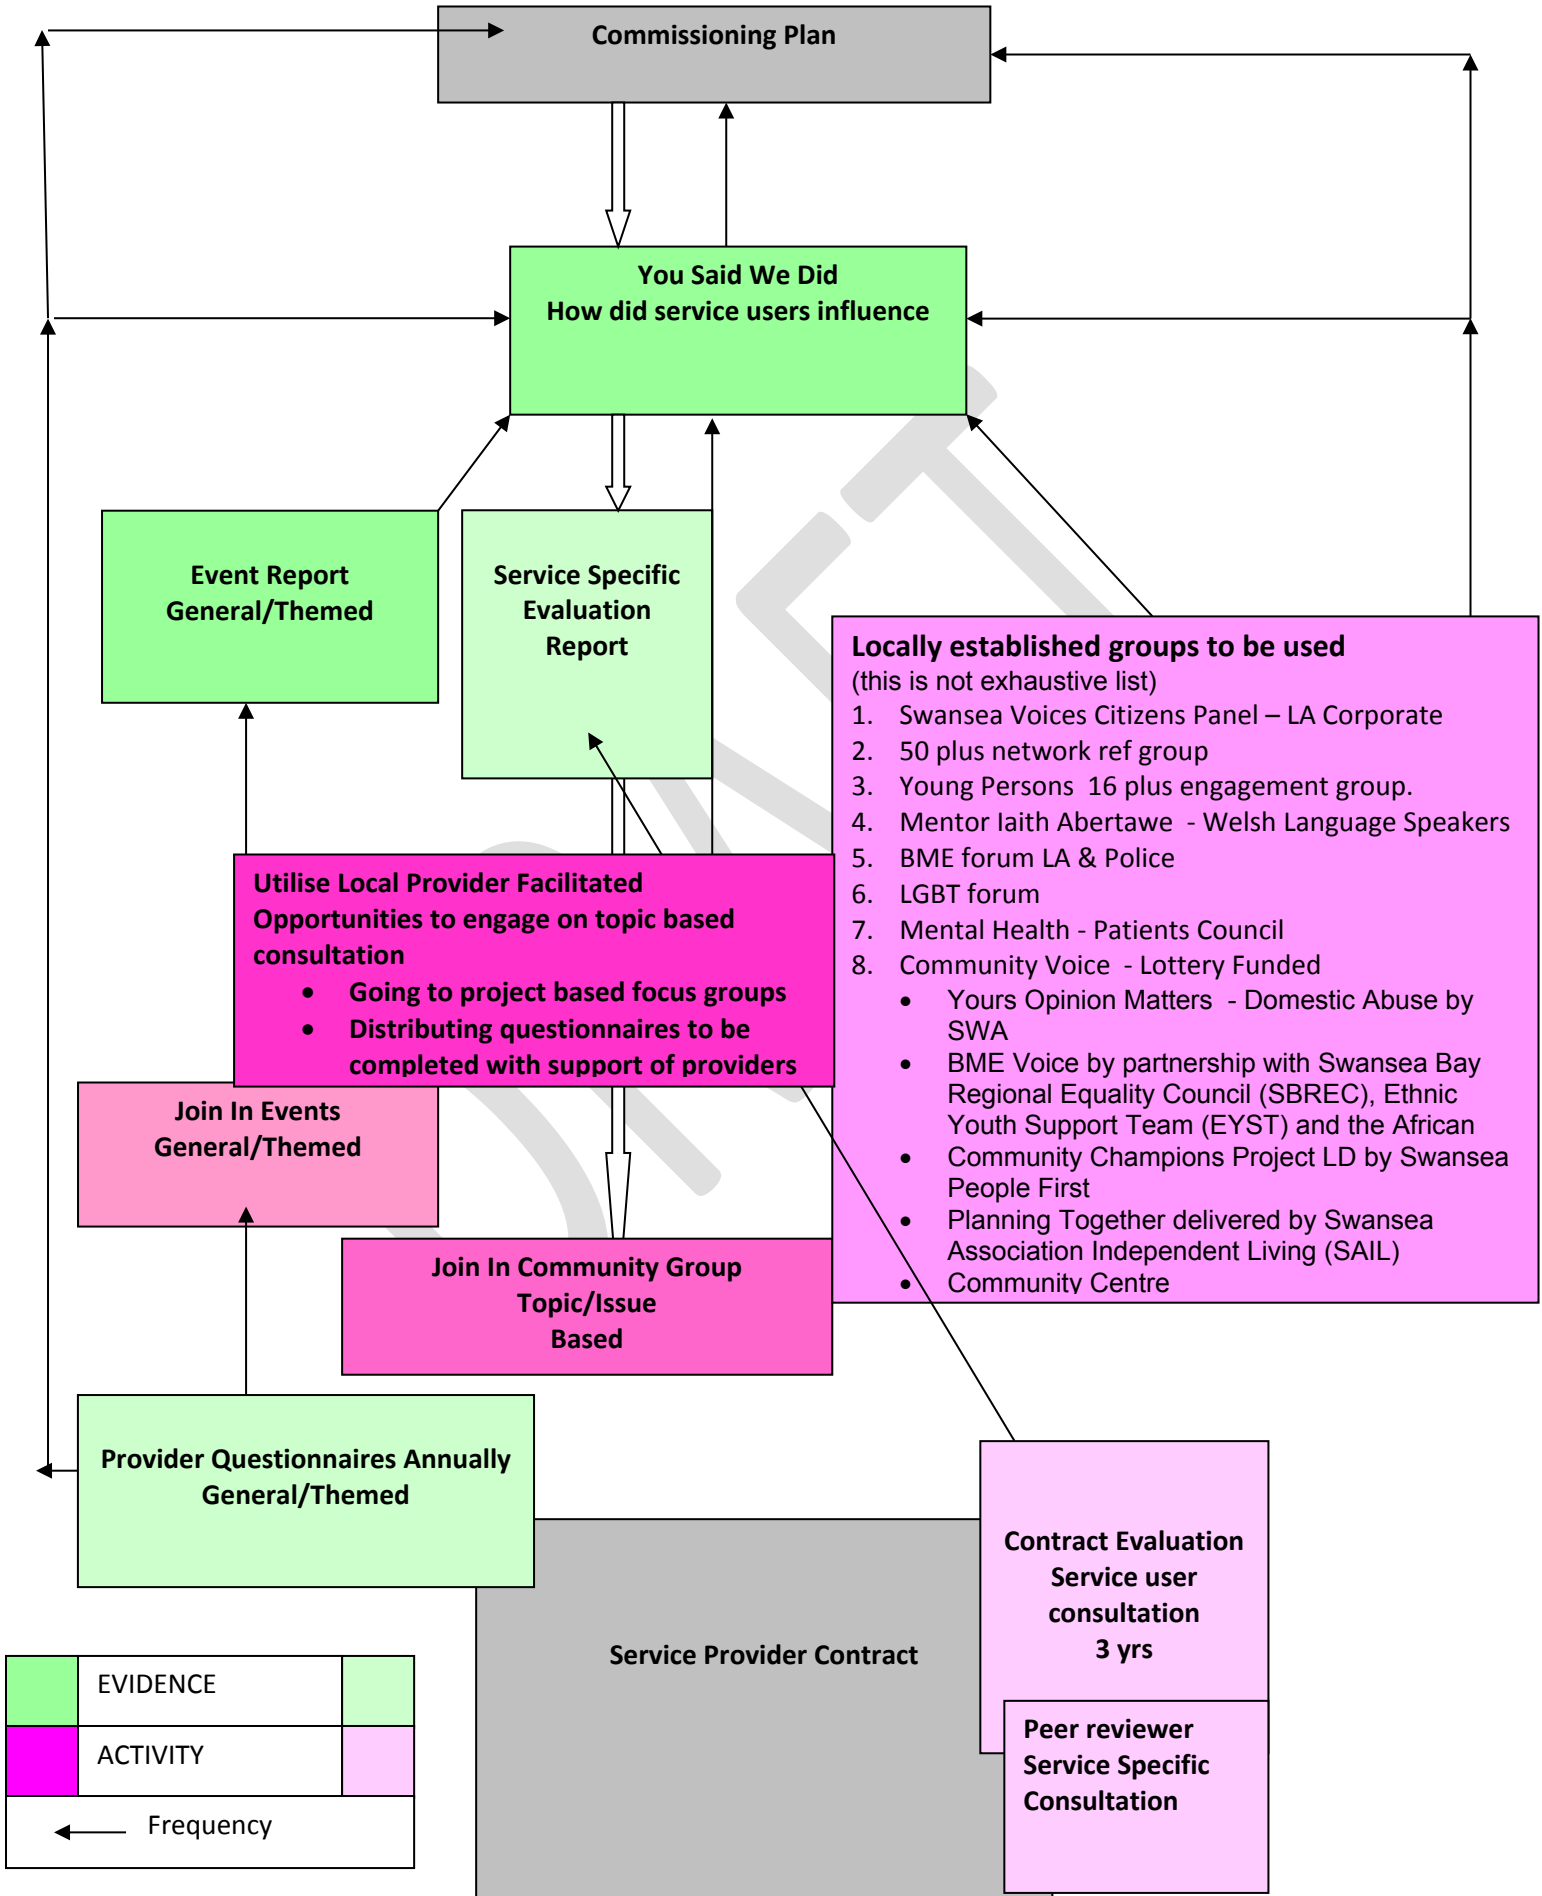 Commissioning Plan
You Said We Did
How did service users influence
Event Report
General/Themed
Service Specific
Evaluation
Report
Locally established groups to be used
(this is not exhaustive list)
1. Swansea Voices Citizens Panel – LA Corporate
2. 50 plus network ref group
3. Young Persons 16 plus engagement group.
4. Mentor Iaith Abertawe - Welsh Language Speakers
5. BME forum LA & Police
6. LGBT forum
7. Mental Health - Patients Council
8. Community Voice - Lottery Funded
• Yours Opinion Matters - Domestic Abuse by
SWA
• BME Voice by partnership with Swansea Bay
Regional Equality Council (SBREC), Ethnic
Youth Support Team (EYST) and the African
• Community Champions Project LD by Swansea
People First
• Planning Together delivered by Swansea
Association Independent Living (SAIL)
• Community Centre
Utilise Local Provider Facilitated
Opportunities to engage on topic based
consultation
• Going to project based focus groups
• Distributing questionnaires to be
completed with support of providers
Join In Events
General/Themed
Join In Community Group
Topic/Issue
Based
Provider Questionnaires Annually
General/Themed
Contract Evaluation
Service user
consultation
3 yrs
Service Provider Contract
Peer reviewer
Service Specific
Consultation
EVIDENCE
ACTIVITY
Frequency
DRAFT